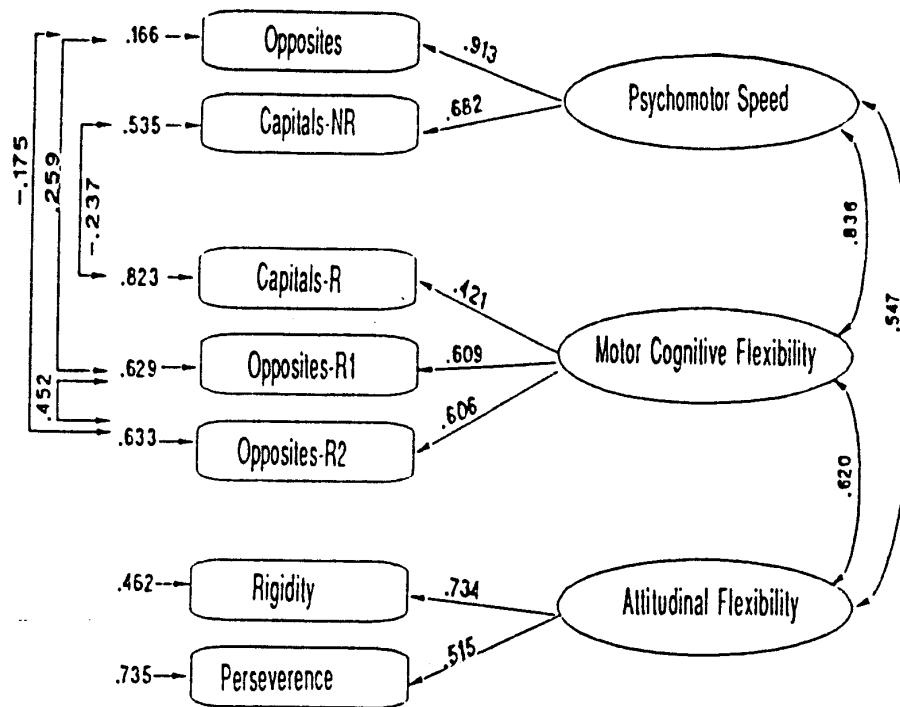 .166
Opposites
.913
Psychomotor Speed
.535
Capitals-NR
.682
-.175
.259
-.237
.836
.547
.823
Capitals-R
.421
Motor Cognitive Flexibility
.629
Opposites-R1
.609
.452
.633
Opposites-R2
.606
.620
.462
Rigidity
.734
Attitudinal Flexibility
.735
Perseverence
.515